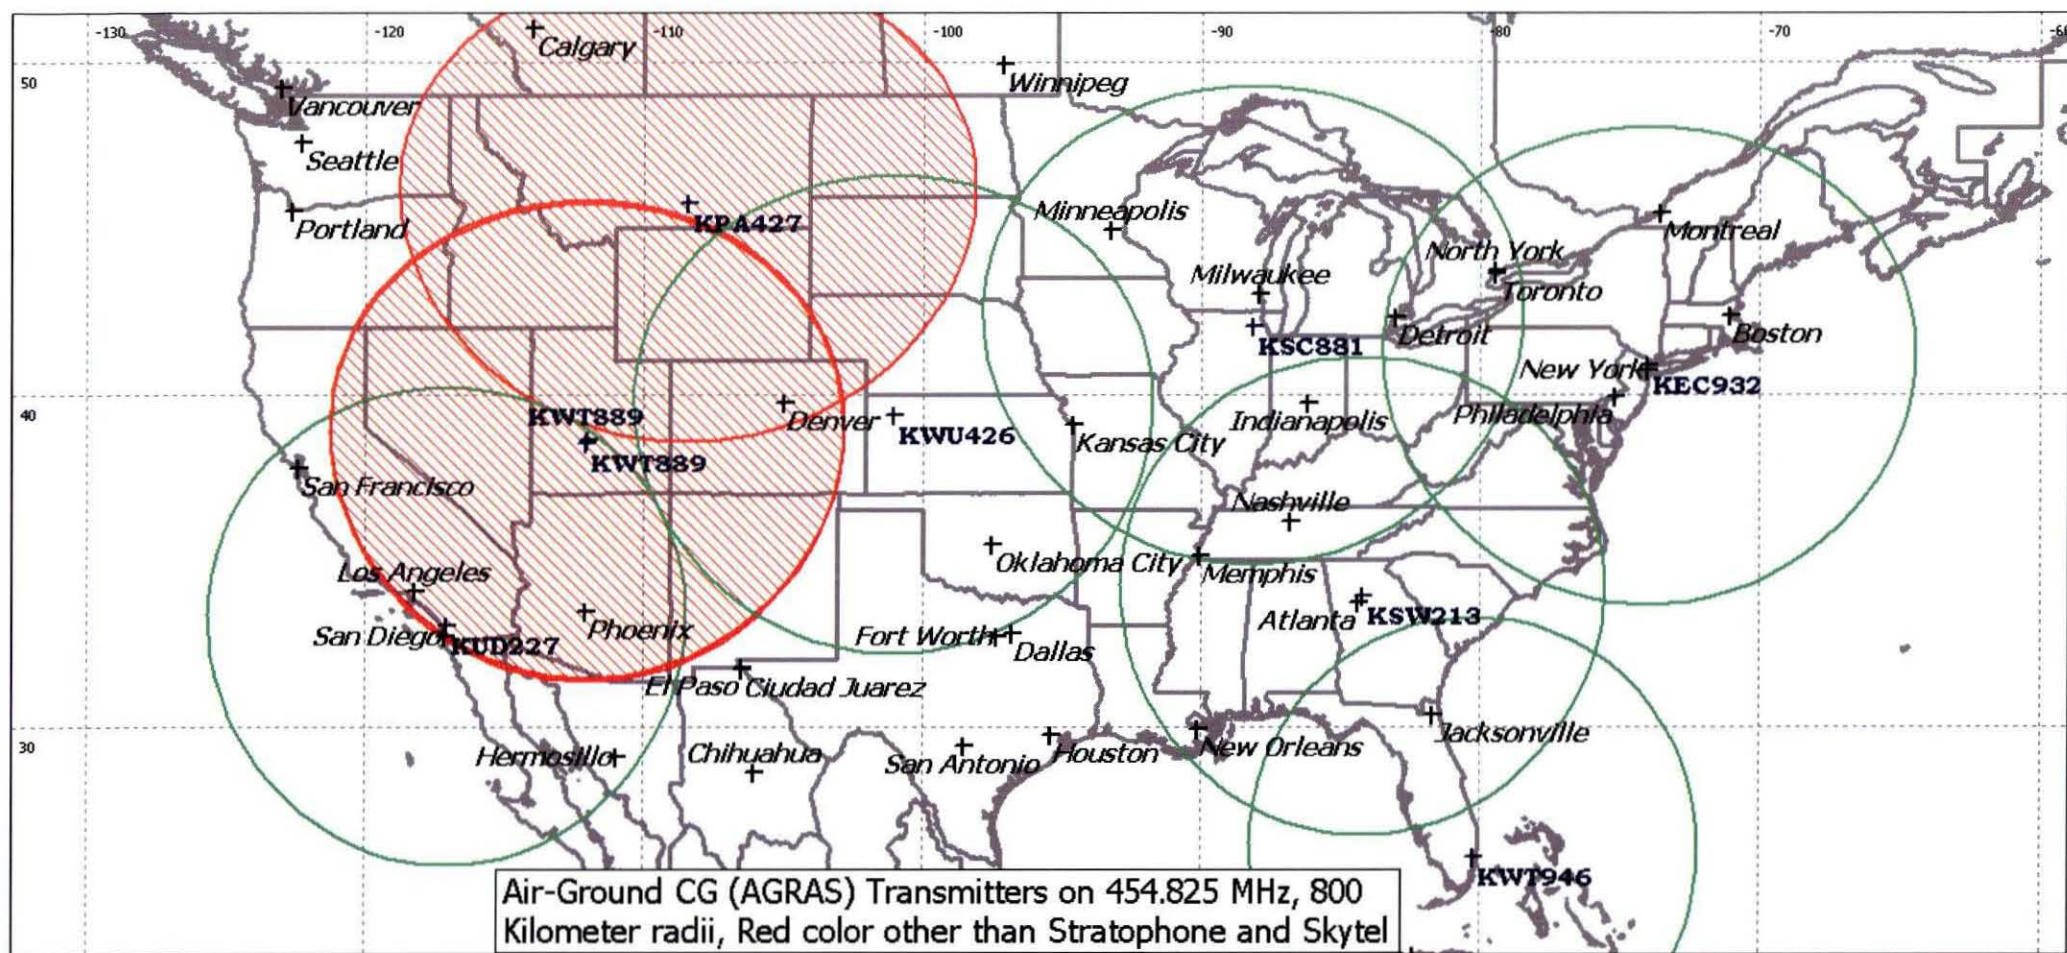 -130
-120
-110
-100
-90
-80
-70
50
Calgary
Winnipeg
Vancouver
Seattle
Portland
KPA427
Minneapolis
Montreal
North York
Milwaukee
Toronto
Detroit
Boston
KSC881
New York
KEC932
40
KWT889
Denver
KWU426
Indianapolis
Philadelphia
Kansas City
KWT889
San Francisco
Nashville
Oklahoma City
Memphis
Los Angeles
Phoenix
Atlanta
KSW213
San Diego
KUD227
Fort Worth
Dallas
El Paso
Ciudad Juarez
30
Jacksonville
Hermosillo
Chihuahua
San Antonio
Houston
New Orleans
KWT946
Air-Ground CG (AGRAS) Transmitters on 454.825 MHz, 800
Kilometer radii, Red color other than Stratophone and Skytel